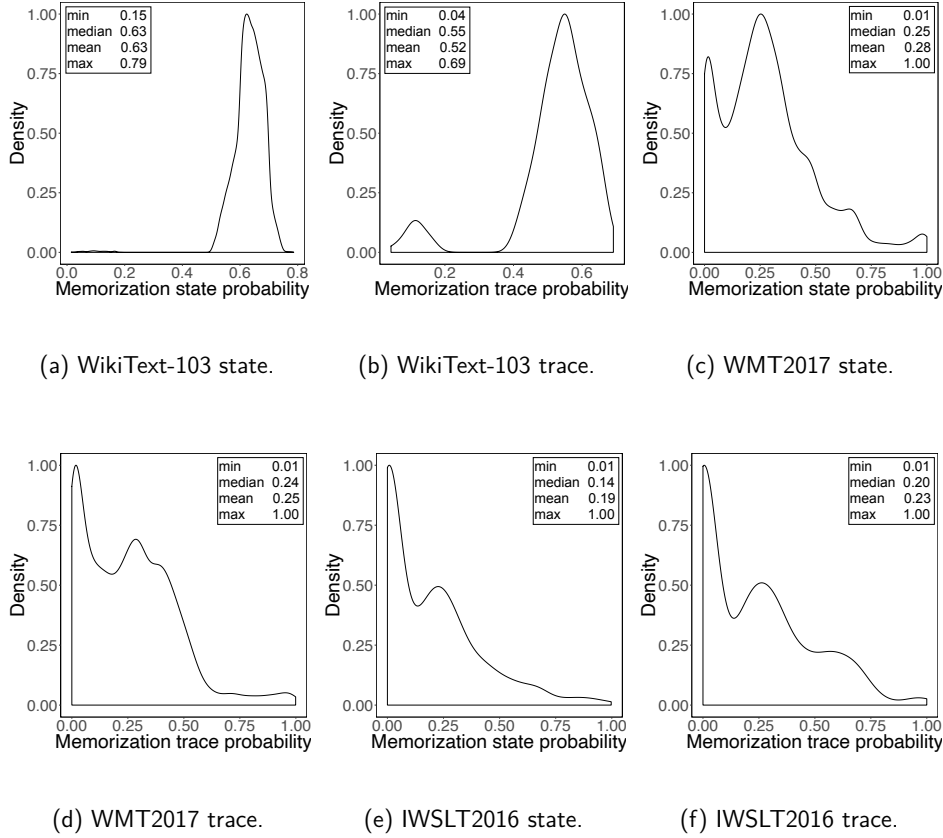 min 0.15
median 0.63
mean 0.63
max 0.79
1.00
0.75
0.50
0.25
0.00
Density
0.0 0.2 0.4 0.6 0.8
Memorization state probability
(a) WikiText-103 state.
min 0.04
median 0.55
mean 0.52
max 0.69
1.00
0.75
0.50
0.25
0.00
Density
0.2 0.4 0.6
Memorization trace probability
(b) WikiText-103 trace.
min 0.01
median 0.25
mean 0.28
max 1.00
1.00
0.75
0.50
0.25
0.00
Density
0.00 0.25 0.50 0.75 1.00
Memorization state probability
(c) WMT2017 state.
min 0.01
median 0.24
mean 0.25
max 1.00
1.00
0.75
0.50
0.25
0.00
Density
0.00 0.25 0.50 0.75 1.00
Memorization trace probability
(d) WMT2017 trace.
min 0.01
median 0.14
mean 0.19
max 1.00
1.00
0.75
0.50
0.25
0.00
Density
0.00 0.25 0.50 0.75 1.00
Memorization state probability
(e) IWSLT2016 state.
min 0.01
median 0.20
mean 0.23
max 1.00
1.00
0.75
0.50
0.25
0.00
Density
0.00 0.25 0.50 0.75 1.00
Memorization trace probability
(f) IWSLT2016 trace.